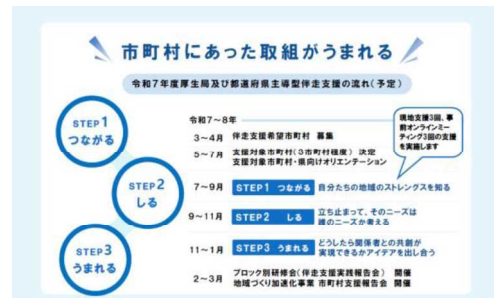 市町村にあった取組がうまれる
令和7年度厚生局及び都道府県主導型伴走支援の流れ(予定)
STEP1
つながる
STEP2
しる
STEP3
うまれる
令和7~8年
3~4月 伴走支援希望市町村 募集
5~7月 支援対象市町村(3市町村程度) 決定
支援対象市町村・県向けオリエンテーション
現地支援3回、事
前オンラインミー
ティング3回の支援
を実施します
7~9月 STEP1 つながる 自分たちの地域のストレングスを知る
9~11月 STEP2 しる 立ち止まって、そのニーズは
誰のニーズか考える
11~1月 STEP3 うまれる どうしたら関係者との共創が
実現できるかアイデアを出し合う
2~3月 ブロック別研修会(伴走支援実践報告会) 開催
地域づくり加速化事業 市町村支援報告会 開催